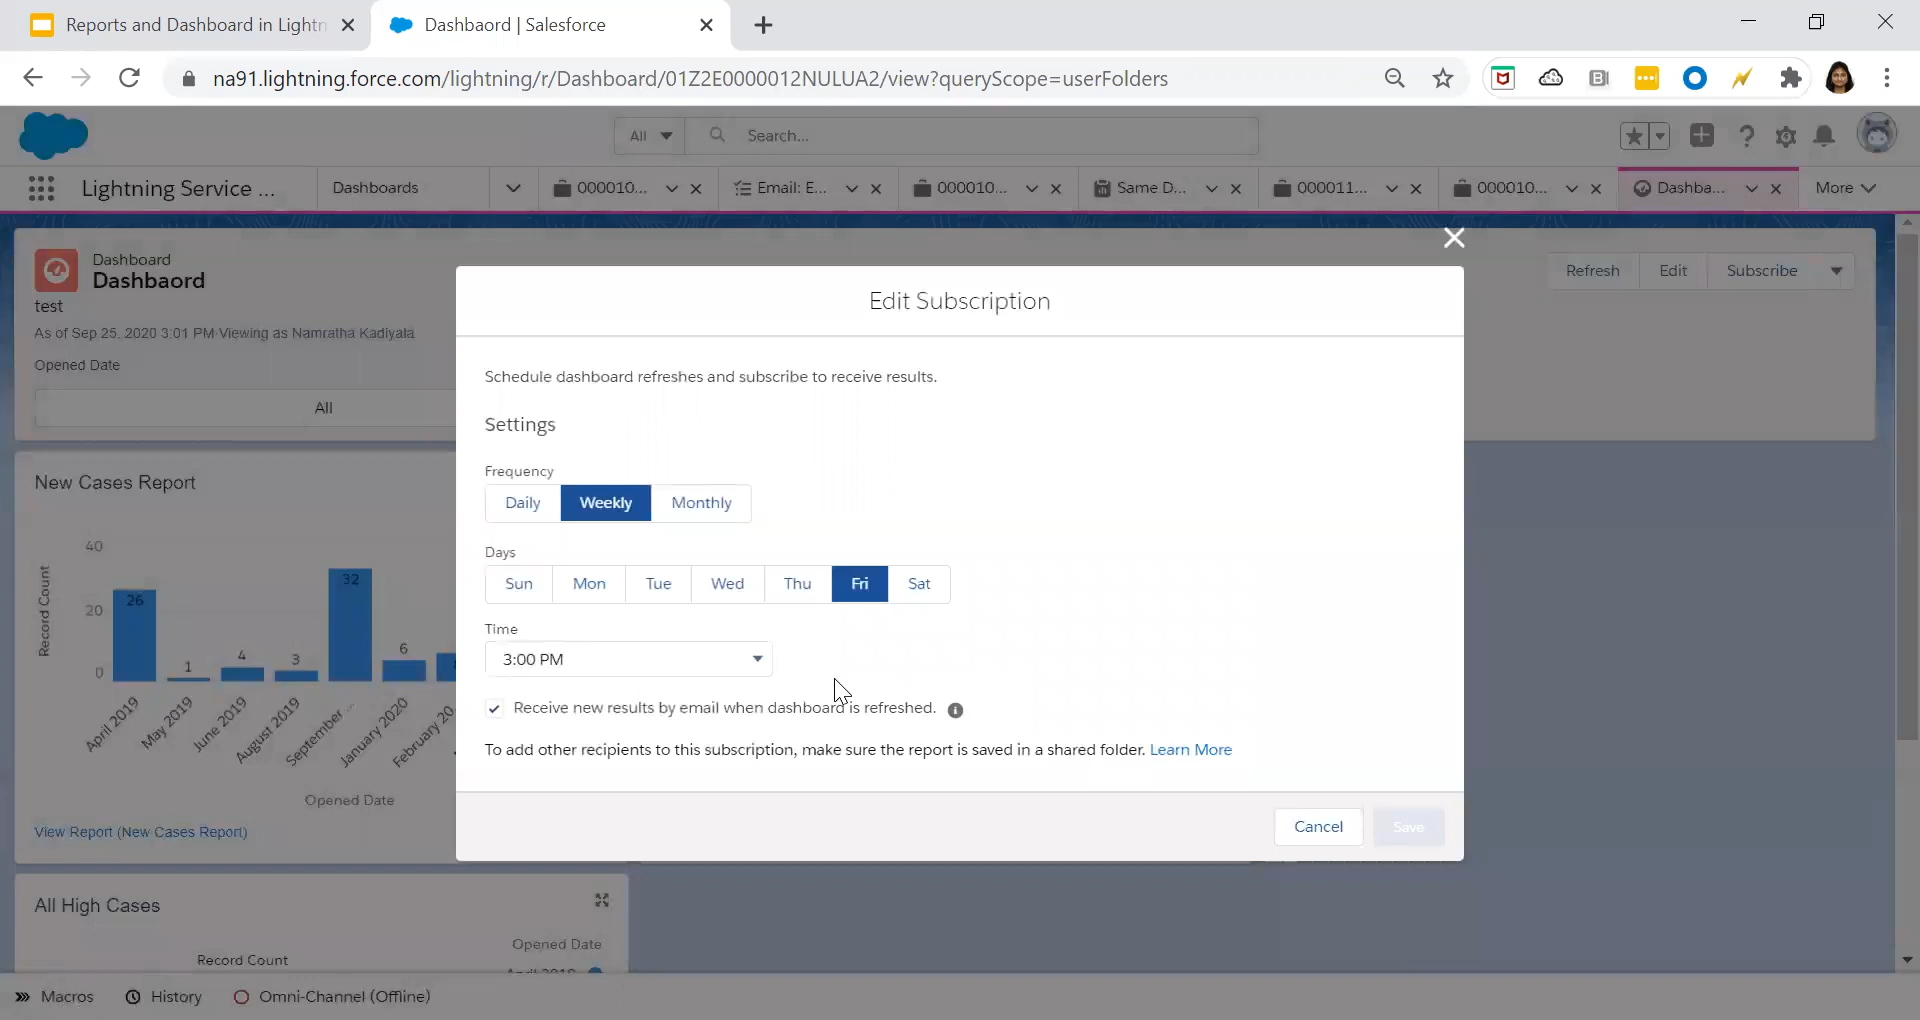 Reports and Dashboard in Lightn
Dashbaord | Salesforce
na91.lightning.force.com/lightning/r/Dashboard/01Z2E0000012NULUA2/view?queryScope=userFolders
All
Search...
Lightning Service ...
Dashboards
000010...
Email: E...
000010...
Same D...
000011...
000010...
Dashba...
More
Dashboard
Dashbaord
test
As of Sep 25, 2020 3:01 PM·Viewing as Namratha Kadiyala
Opened Date
All
Refresh
Edit
Subscribe
Edit Subscription
Schedule dashboard refreshes and subscribe to receive results.
Settings
Frequency
Daily
Weekly
Monthly
Days
Sun
Mon
Tue
Wed
Thu
Fri
Sat
Time
3:00 PM
Receive new results by email when dashboard is refreshed.
To add other recipients to this subscription, make sure the report is saved in a shared folder. Learn More
Cancel
Save
New Cases Report
Record Count
40
20
0
26
1
4
3
32
6
April 2019
May 2019
June 2019
August 2019
September ...
January 2020
February 20
Opened Date
View Report (New Cases Report)
All High Cases
Record Count
Opened Date
April 2019
Macros
History
Omni-Channel (Offline)